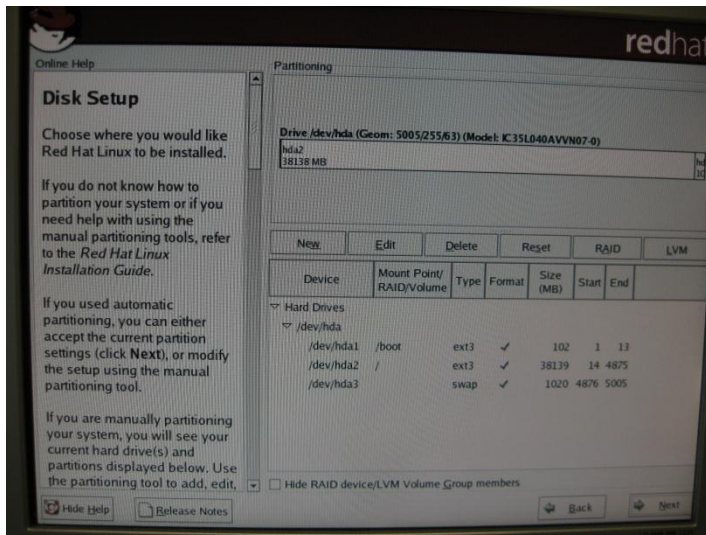 redhat
Online Help
Disk Setup
Choose where you would like
Red Hat Linux to be installed.
If you do not know how to
partition your system or if you
need help with using the
manual partitioning tools, refer
to the Red Hat Linux
Installation Guide.
If you used automatic
partitioning, you can either
accept the current partition
settings (click Next), or modify
the setup using the manual
partitioning tool.
If you are manually partitioning
your system, you will see your
current hard drive(s) and
partitions displayed below. Use
the partitioning tool to add, edit,
Hide Help
Release Notes
Partitioning
Drive /dev/hda (Geom: 5005/255/63) (Model: IC35L040AVVN07-0)
hda2
38138 MB
hd
10
New Edit Delete Reset RAID LVM
Device Mount Point/ RAID/Volume Type Format Size (MB) Start End
Hard Drives
/dev/hda
/dev/hda1 /boot ext3 ✓ 102 1 13
/dev/hda2 / ext3 ✓ 38139 14 4875
/dev/hda3 swap ✓ 1020 4876 5005
Hide RAID device/LVM Volume Group members
Back
Next